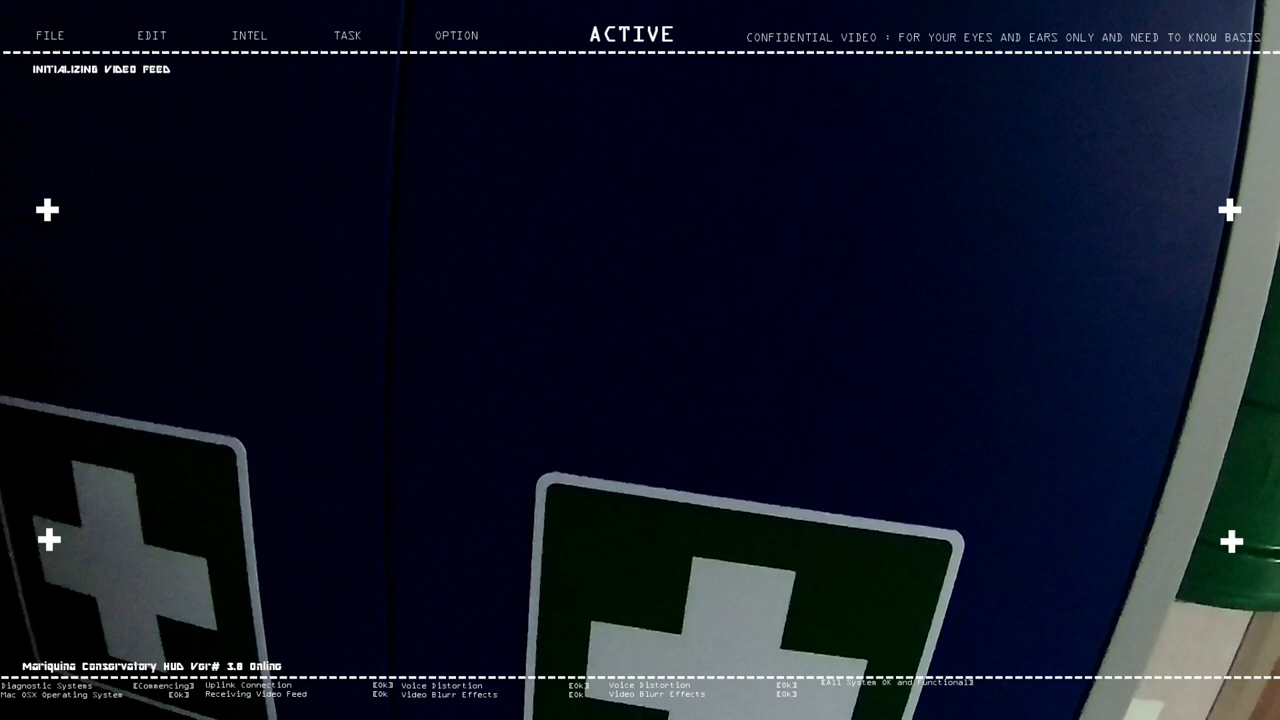 FILE EDIT INTEL TASK OPTION ACTIVE CONFIDENTIAL VIDEO : FOR YOUR EYES AND EARS ONLY AND NEED TO KNOW BASIS
INITIALIZING VIDEO FEED
Mariquina Conservatory HUD Ver# 3.8 Online
Diagnostic Systems [Commencing] Uplink Connection [Ok] Voice Distortion [Ok] Voice Distortion [Ok] [All System OK and Functional]
Mac OSX Operating System [Ok] Receiving Video Feed [Ok Video Blurr Effects [Ok Video Blurr Effects [Ok]